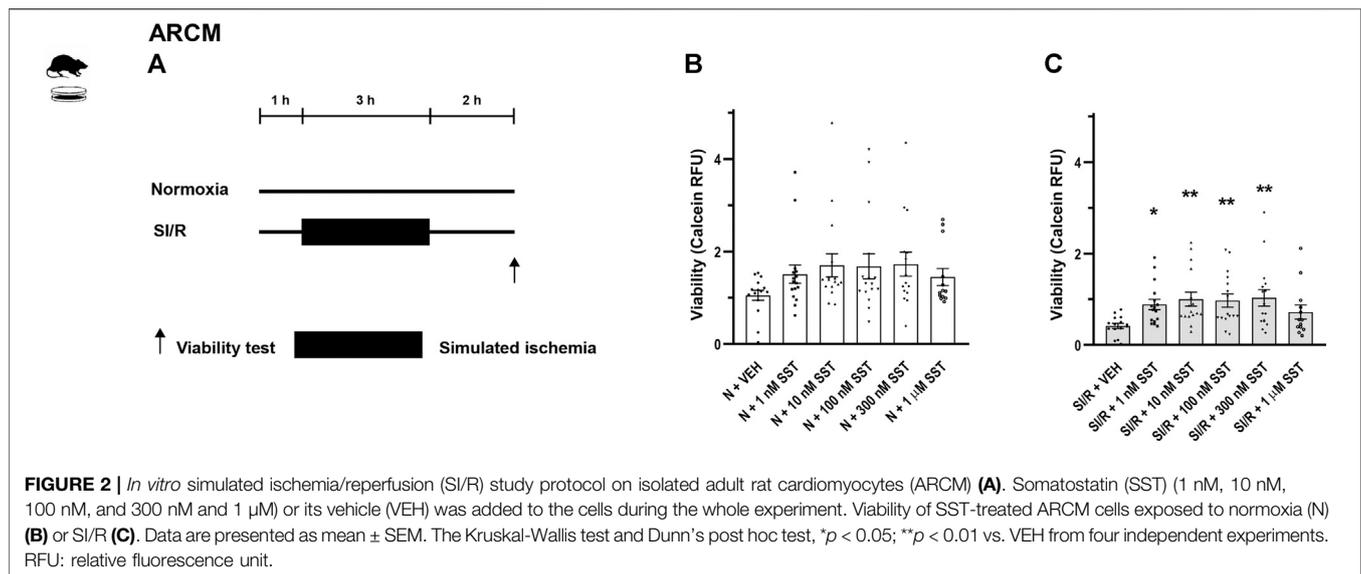 ARCM
A
1 h 3 h 2 h
Normoxia
SI/R
Viability test Simulated ischemia
B
Viability (Calcein RFU)
4
2
0
N + VEH
N + 1 nM SST
N + 10 nM SST
N + 100 nM SST
N + 300 nM SST
N + 1 µM SST
C
Viability (Calcein RFU)
4
2
0
*
**
**
**
SI/R + VEH
SI/R + 1 nM SST
SI/R + 10 nM SST
SI/R + 100 nM SST
SI/R + 300 nM SST
SI/R + 1 µM SST
FIGURE 2 | In vitro simulated ischemia/reperfusion (SI/R) study protocol on isolated adult rat cardiomyocytes (ARCM) (A). Somatostatin (SST) (1 nM, 10 nM,
100 nM, and 300 nM and 1 µM) or its vehicle (VEH) was added to the cells during the whole experiment. Viability of SST-treated ARCM cells exposed to normoxia (N)
(B) or SI/R (C). Data are presented as mean ± SEM. The Kruskal-Wallis test and Dunn's post hoc test, *p < 0.05; **p < 0.01 vs. VEH from four independent experiments.
RFU: relative fluorescence unit.